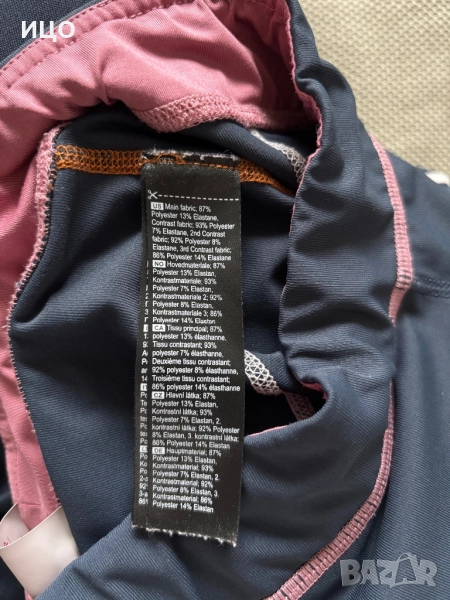 ИЦО
US Main fabric; 87%
Polyester 13% Elastane,
Contrast fabric; 93% Polyester
7% Elastane, 2nd Contrast
fabric; 92% Polyester 8%
Elastane, 3rd Contrast fabric;
86% Polyester 14% Elastane
NO Hovedmateriale; 87%
Polyester 13% Elastan,
Kontrastmateriale; 93%
Polyester 7% Elastan,
Kontrastmateriale 2; 92%
Polyester 8% Elastan,
Kontrastmateriale 3; 86%
Polyester 14% Elastan
CA Tissu principal; 87%
polyester 13% élasthanne,
Tissu contrastant; 93%
polyester 7% élasthanne,
Deuxième tissu contrastant;
92% polyester 8% élasthanne,
Troisième tissu contrastant;
86% polyester 14% élasthanne
CZ Hlavní látka; 87%
Polyester 13% Elastan,
Kontrastní látka; 93%
Polyester 7% Elastan, 2.
kontrastní látka; 92% Polyester
8% Elastan, 3. kontrastní látka;
86% Polyester 14% Elastan
DE Hauptmaterial; 87%
Polyester 13% Elastan,
Kontrastmaterial; 93%
Polyester 7% Elastan,
Kontrastmaterial; 92%
Polyester 8% Elastan,
Kontrastmaterial; 86%
Polyester 14% Elastan
BAZAR